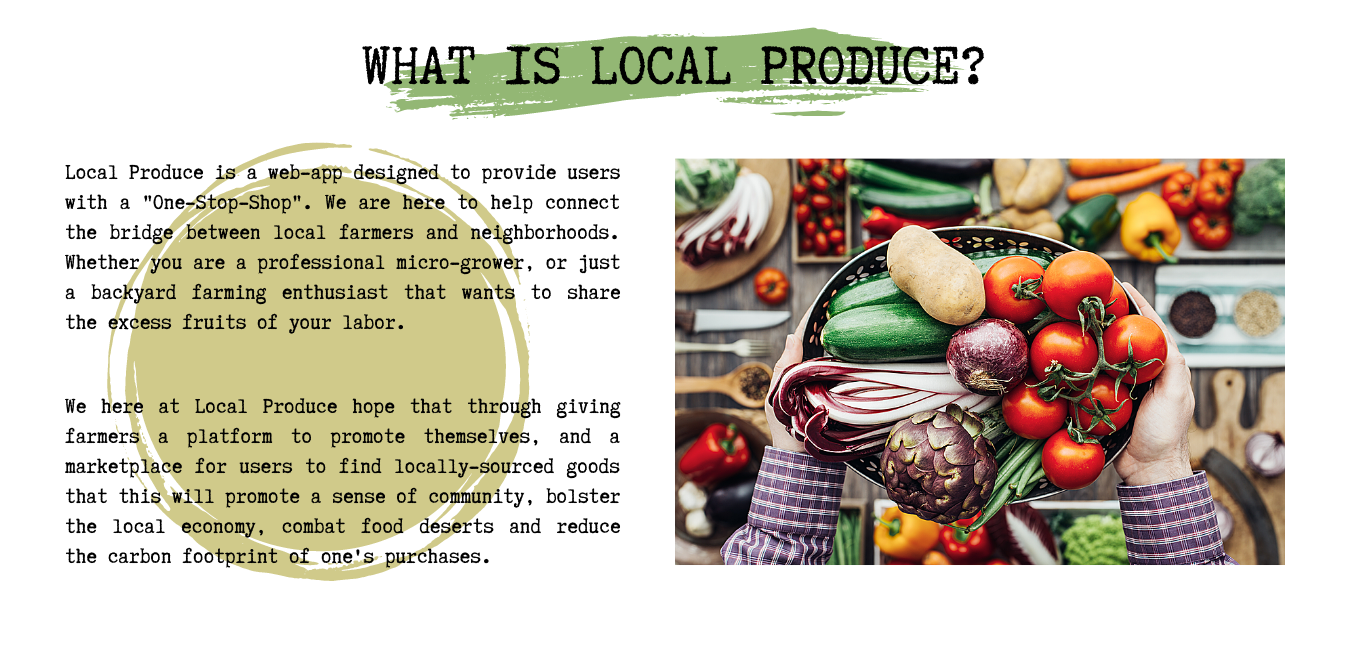 WHAT IS LOCAL PRODUCE?
Local Produce is a web-app designed to provide users
with a "One-Stop-Shop". We are here to help connect
the bridge between local farmers and neighborhoods.
Whether you are a professional micro-grower, or just
a backyard farming enthusiast that wants to share
the excess fruits of your labor.
We here at Local Produce hope that through giving
farmers a platform to promote themselves, and a
marketplace for users to find locally-sourced goods
that this will promote a sense of community, bolster
the local economy, combat food deserts and reduce
the carbon footprint of one's purchases.